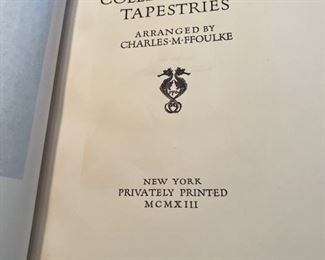 TAPESTRIES
ARRANGED BY
CHARLES·M·FFOULKE
NEW YORK
PRIVATELY PRINTED
MCMXIII